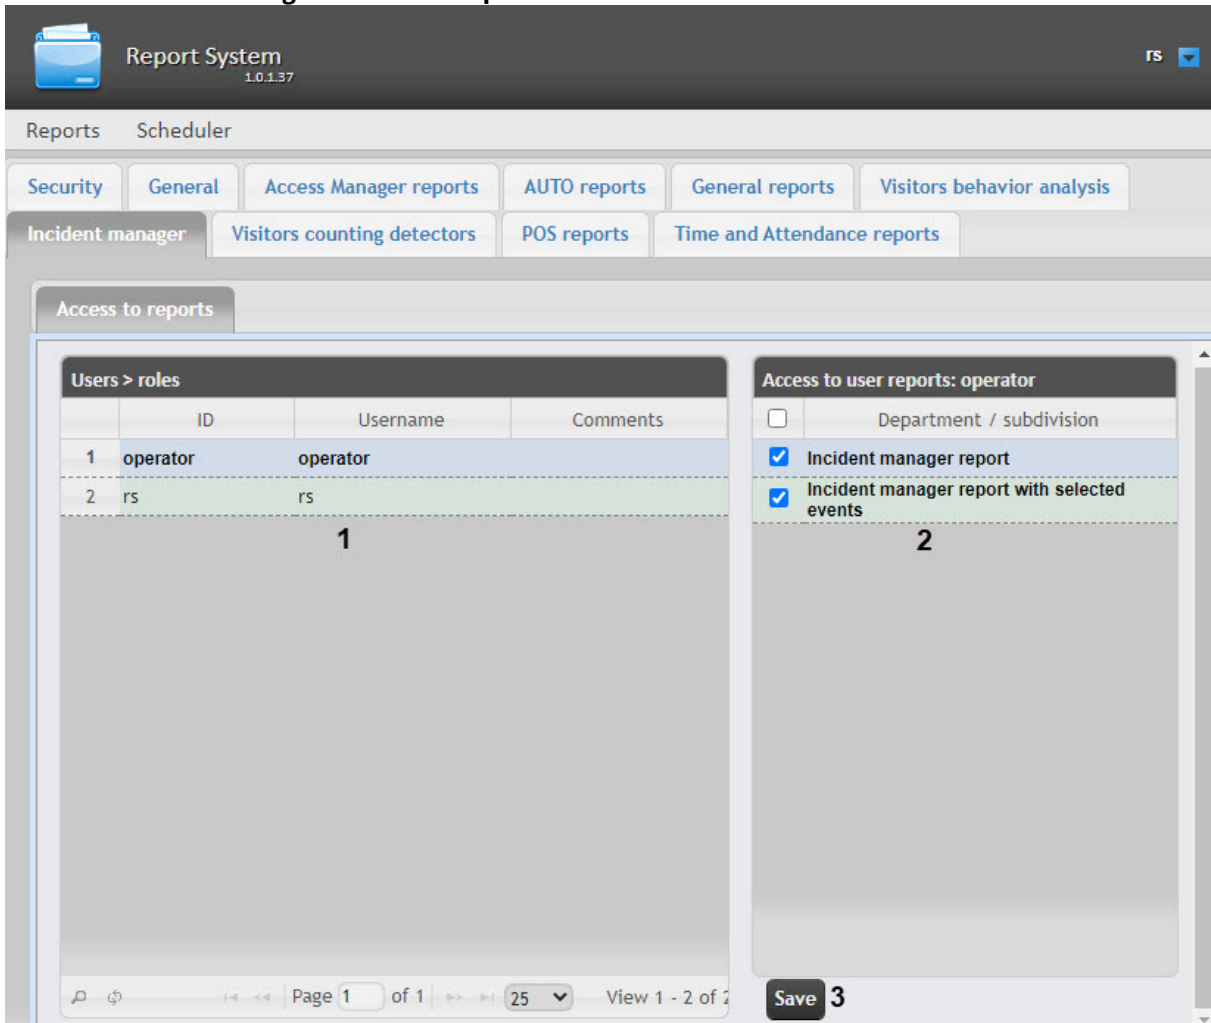 Report System
1.0.1.37
rs
Reports Scheduler
Security General Access Manager reports AUTO reports General reports Visitors behavior analysis
Incident manager Visitors counting detectors POS reports Time and Attendance reports
Access to reports
Users > roles
ID Username Comments
1 operator operator
2 rs rs
1
Access to user reports: operator
Department / subdivision
Incident manager report
Incident manager report with selected
events
2
Page 1 of 1 25 View 1 - 2 of 2
Save 3